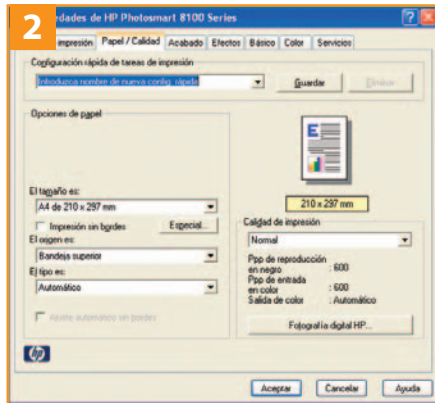 2
edades de HP Photosmart 8100 Series
impresión Papel / Calidad Acabado Efectos Básico Color Servicios
Configuración rápida de tareas de impresión
Introduzca nombre de nueva config. rápida
Guardar
Eliminar
Opciones de papel
E
210 x 297 mm
El tamaño es:
A4 de 210 x 297 mm
Impresión sin bordes
Especial...
El origen es:
Bandeja superior
El tipo es:
Automático
Ajuste automático sin bordes
Calidad de impresión
Normal
Ppp de reproducción
en negro : 600
Ppp de entrada
en color : 600
Salida de color : Automático
Fotografía digital HP...
hp
Aceptar Cancelar Ayuda